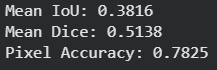 Mean IoU: 0.3816
Mean Dice: 0.5138
Pixel Accuracy: 0.7825